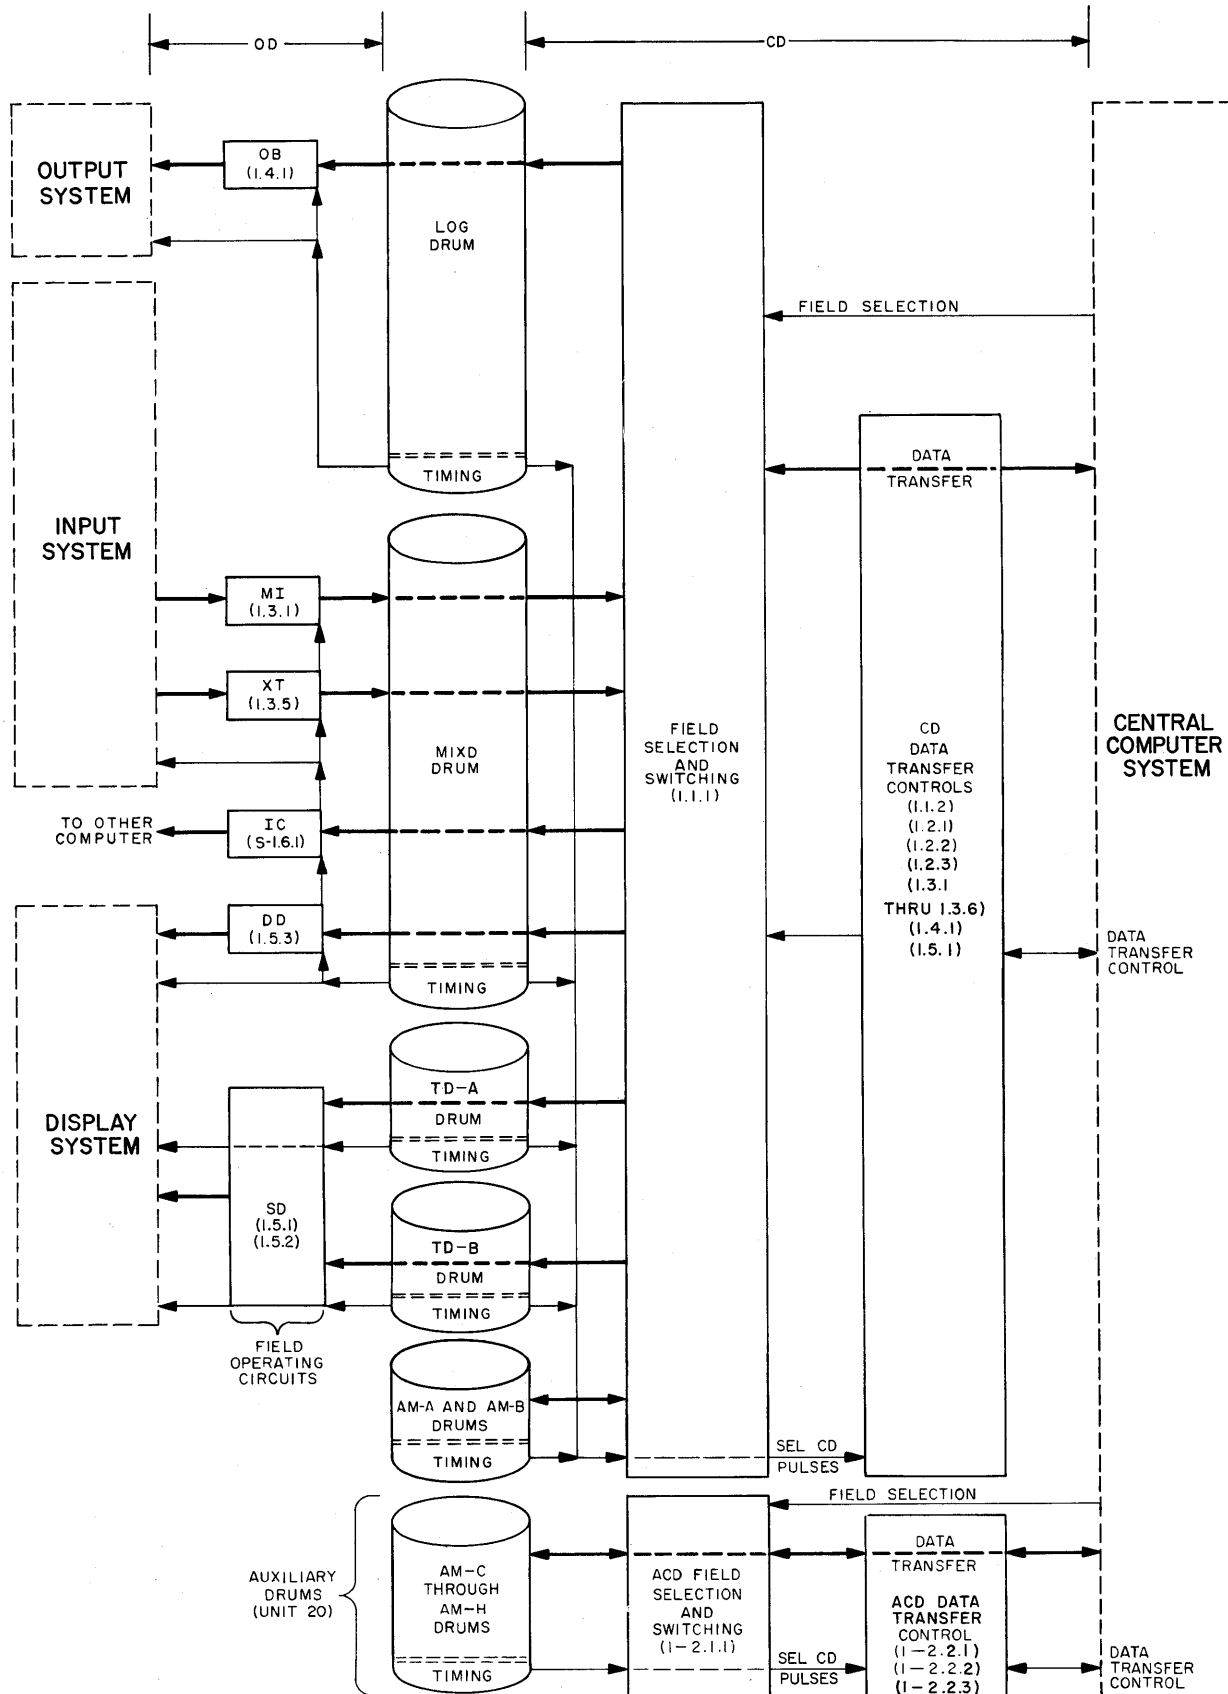 OD
CD
OUTPUT
SYSTEM
OB
(1.4.1)
LOG
DRUM
FIELD SELECTION
TIMING
DATA
TRANSFER
INPUT
SYSTEM
MI
(1.3.1)
XT
(1.3.5)
MIXD
DRUM
FIELD
SELECTION
AND
SWITCHING
(1.1.1)
CD
DATA
TRANSFER
CONTROLS
(1.1.2)
(1.2.1)
(1.2.2)
(1.2.3)
(1.3.1
THRU 1.3.6)
(1.4.1)
(1.5.1)
CENTRAL
COMPUTER
SYSTEM
TO OTHER
COMPUTER
IC
(S-1.6.1)
DD
(1.5.3)
TIMING
DATA
TRANSFER
CONTROL
DISPLAY
SYSTEM
TD-A
DRUM
TIMING
SD
(1.5.1)
(1.5.2)
TD-B
DRUM
TIMING
FIELD
OPERATING
CIRCUITS
AM-A AND AM-B
DRUMS
TIMING
SEL CD
PULSES
FIELD SELECTION
AUXILIARY
DRUMS
(UNIT 20)
AM-C
THROUGH
AM-H
DRUMS
TIMING
ACD FIELD
SELECTION
AND
SWITCHING
(1-2.1.1)
SEL CD
PULSES
DATA
TRANSFER
ACD DATA
TRANSFER
CONTROL
(1-2.2.1)
(1-2.2.2)
(1-2.2.3)
DATA
TRANSFER
CONTROL